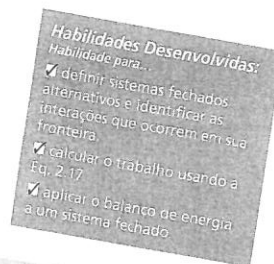 Habilidades Desenvolvidas:
Habilidade para...
☑ definir sistemas fechados
alternativos e identificar as
interações que ocorrem em sua
fronteira.
☑ calcular o trabalho usando a
Eq. 2.17
☑ aplicar o balanço de energia
a um sistema fechado